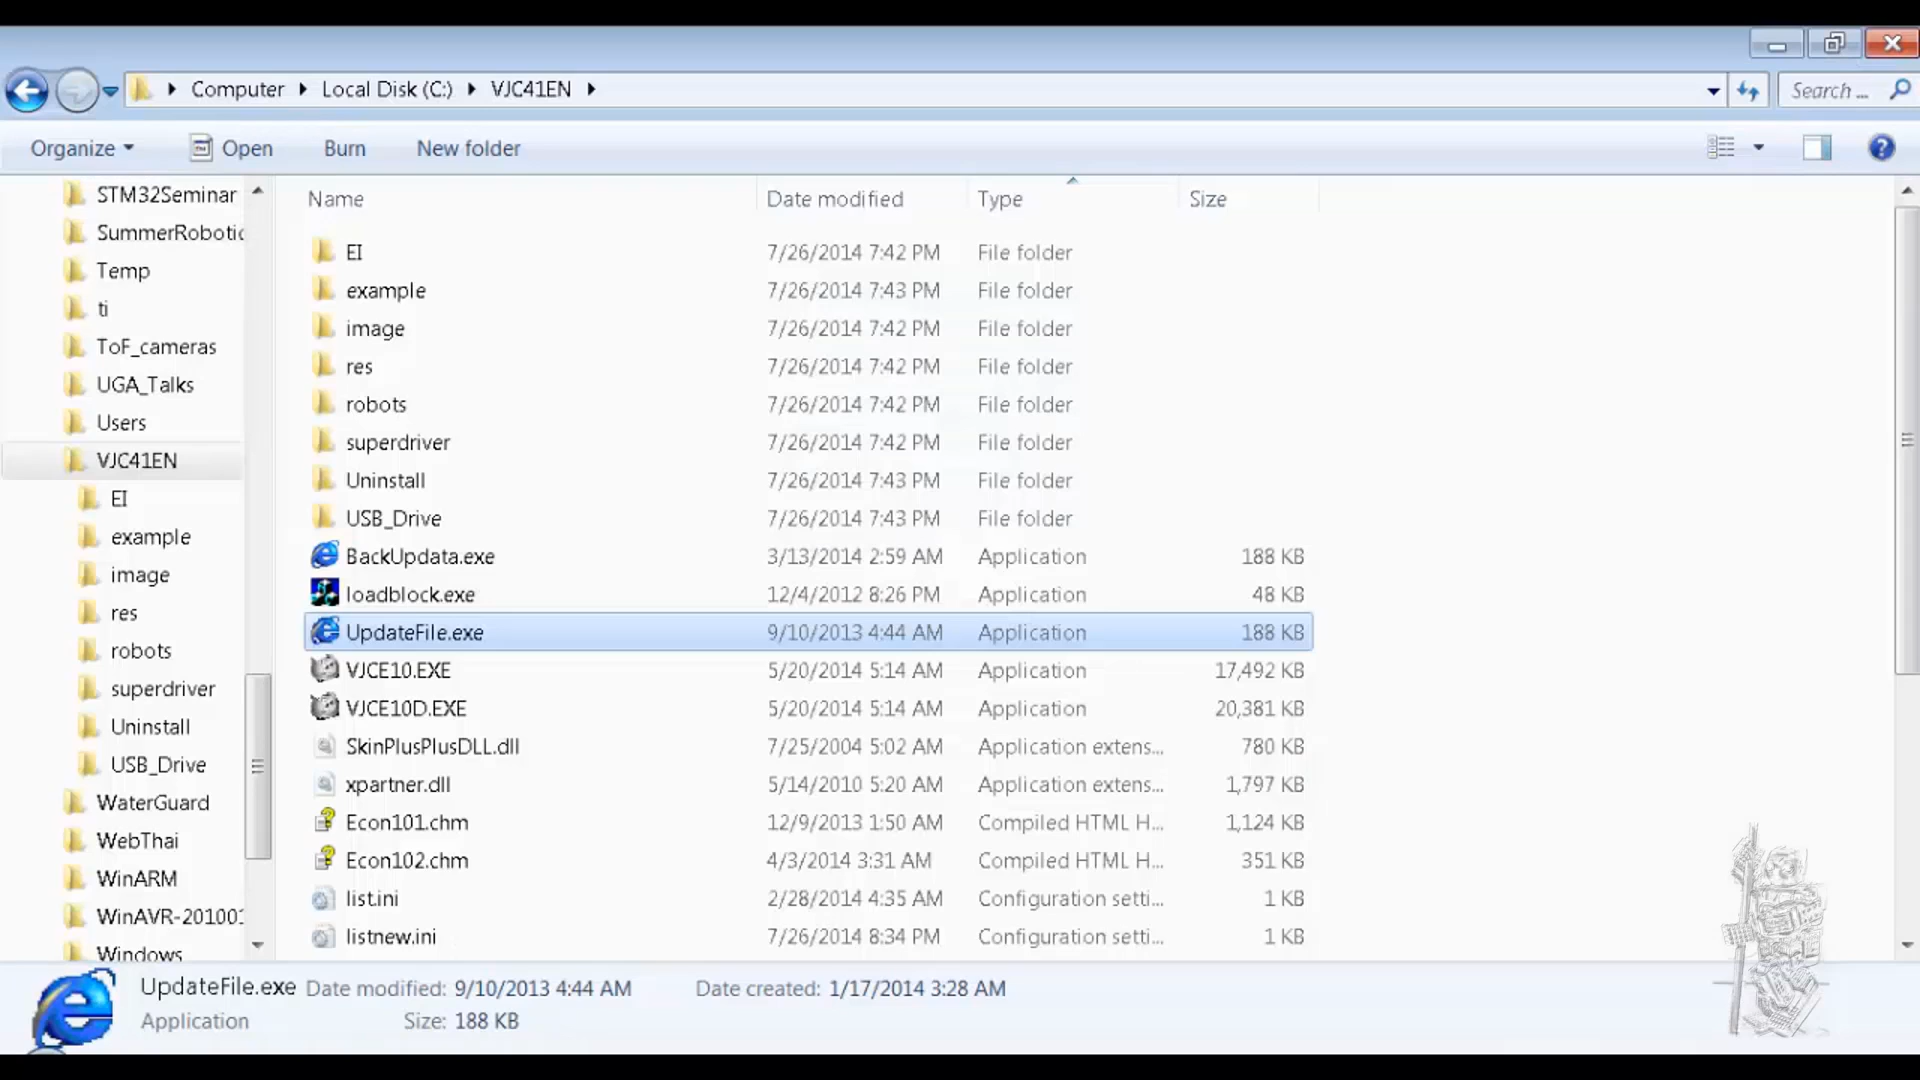 Computer Local Disk (C:) VJC41EN
Search ...
Organize Open Burn New folder
STM32Seminar
SummerRobotic
Temp
ti
ToF_cameras
UGA_Talks
Users
VJC41EN
EI
example
image
res
robots
superdriver
Uninstall
USB_Drive
WaterGuard
WebThai
WinARM
WinAVR-201001
Windows
Name Date modified Type Size
EI 7/26/2014 7:42 PM File folder
example 7/26/2014 7:43 PM File folder
image 7/26/2014 7:42 PM File folder
res 7/26/2014 7:42 PM File folder
robots 7/26/2014 7:42 PM File folder
superdriver 7/26/2014 7:42 PM File folder
Uninstall 7/26/2014 7:43 PM File folder
USB_Drive 7/26/2014 7:43 PM File folder
BackUpdata.exe 3/13/2014 2:59 AM Application 188 KB
loadblock.exe 12/4/2012 8:26 PM Application 48 KB
UpdateFile.exe 9/10/2013 4:44 AM Application 188 KB
VJCE10.EXE 5/20/2014 5:14 AM Application 17,492 KB
VJCE10D.EXE 5/20/2014 5:14 AM Application 20,381 KB
SkinPlusPlusDLL.dll 7/25/2004 5:02 AM Application extens... 780 KB
xpartner.dll 5/14/2010 5:20 AM Application extens... 1,797 KB
Econ101.chm 12/9/2013 1:50 AM Compiled HTML H... 1,124 KB
Econ102.chm 4/3/2014 3:31 AM Compiled HTML H... 351 KB
list.ini 2/28/2014 4:35 AM Configuration setti... 1 KB
listnew.ini 7/26/2014 8:34 PM Configuration setti... 1 KB
UpdateFile.exe Date modified: 9/10/2013 4:44 AM Date created: 1/17/2014 3:28 AM
Application Size: 188 KB